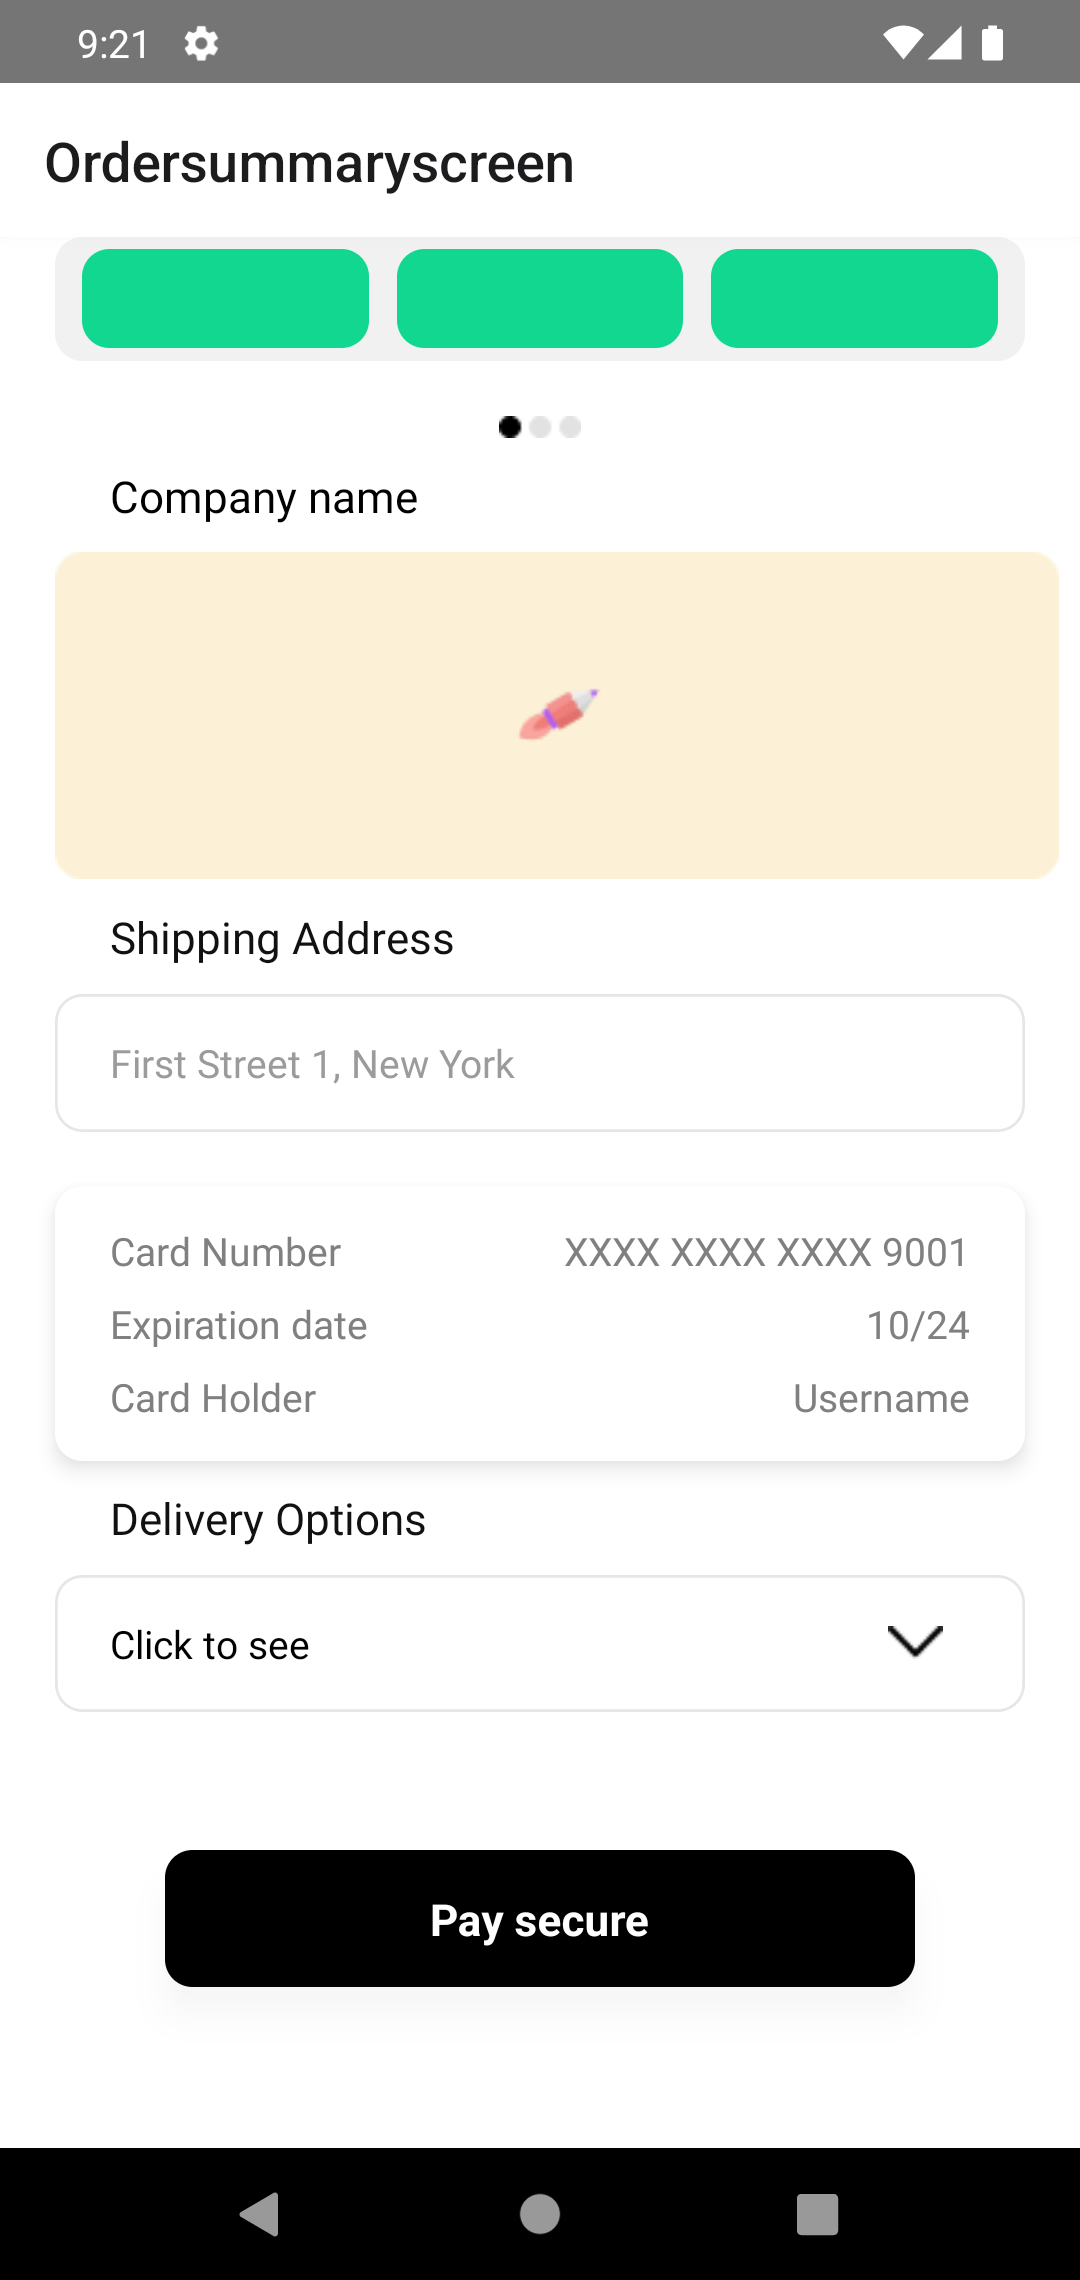 9:21
Ordersummaryscreen
Company name
Shipping Address
First Street 1, New York
Card Number XXXX XXXX XXXX 9001
Expiration date 10/24
Card Holder Username
Delivery Options
Click to see
Pay secure